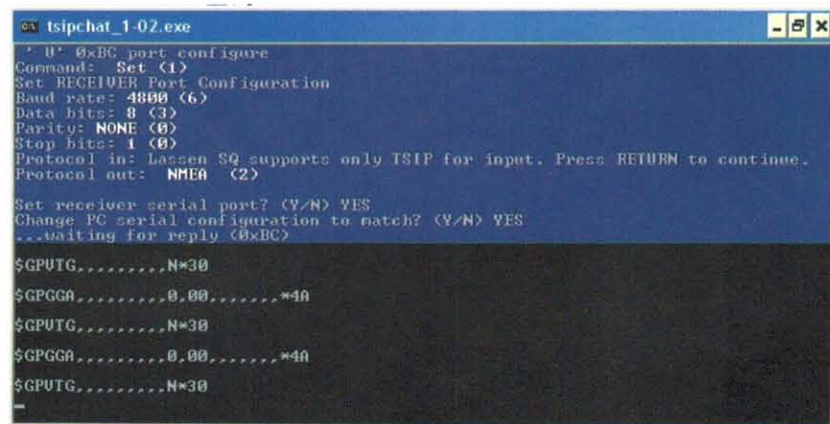 tsipchat_1-02.exe
' U' 0xBC port configure
Command: Set (1)
Set RECEIVER Port Configuration
Baud rate: 4800 (6)
Data bits: 8 (3)
Parity: NONE (0)
Stop bits: 1 (0)
Protocol in: Lassen SQ supports only TSIP for input. Press RETURN to continue.
Protocol out: NMEA (2)
Set receiver serial port? (Y/N) YES
Change PC serial configuration to match? (Y/N) YES
...waiting for reply (0xBC)
$GPVTG,,,,,,,,,N*30
$GPGGA,,,,,,,,,0,00,,,,,,,*4A
$GPVTG,,,,,,,,,N*30
$GPGGA,,,,,,,,,0,00,,,,,,,*4A
$GPVTG,,,,,,,,,N*30